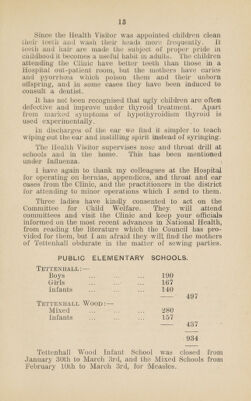 13
Since the Health Visitor was appointed children clean
their teeth and wash their heads more frequently. If
teeth and hair are made the subject of proper pride in
childhood it becomes a useful habit in adults. The children
attending the Clinic have better teeth than those in a
Hospital out-patient room, but the mothers have caries
and pyorrhœa which poison them and their unborn
offspring, and in some cases they have been induced to
consult a dentist.
It has not been recognised that ugly children are often
defective and improve under thyroid treatment. Apart
from marked symptoms of hypothyroidism thyroid is
used experimentally.
In discharges of the ear we find it simpler to teach
wiping out the ear and instilling spirit instead of syringing.
The Health Visitor supervises nose and throat drill at
schools and in the home. This has been mentioned
under Influenza.
I have again to thank my colleagues at the Hospital
for operating on hernias, appendices, and throat and ear
cases from the Clinic, and the practitioners in the district
for attending to minor operations which I send to them.
Three ladies have kindly consented to act on the
Committee for Child Welfare. They will attend
committees and visit the Clinic and keep your officials
informed on the most recent advances in National Health,
from reading the literature which the Council has pro-
vided for them, but I am afraid they will find the mothers
of Tettenhall obdurate in the matter of sewing parties.
PUBLIC ELEMENTARY SCHOOLS.
TETTENHALL:—
Boys ... ... ... 190
Girls ... ... ... 167
Infants ... ... ... 140
497
TETTENHALL WOOD:—
Mixed ... ... ... 280
Infants ... ... ... 157
437
934
Tettenhall Wood Infant School was closed from
January 30th to March 3rd, and the Mixed Schools from
February 10th to March 3rd, for Measles.